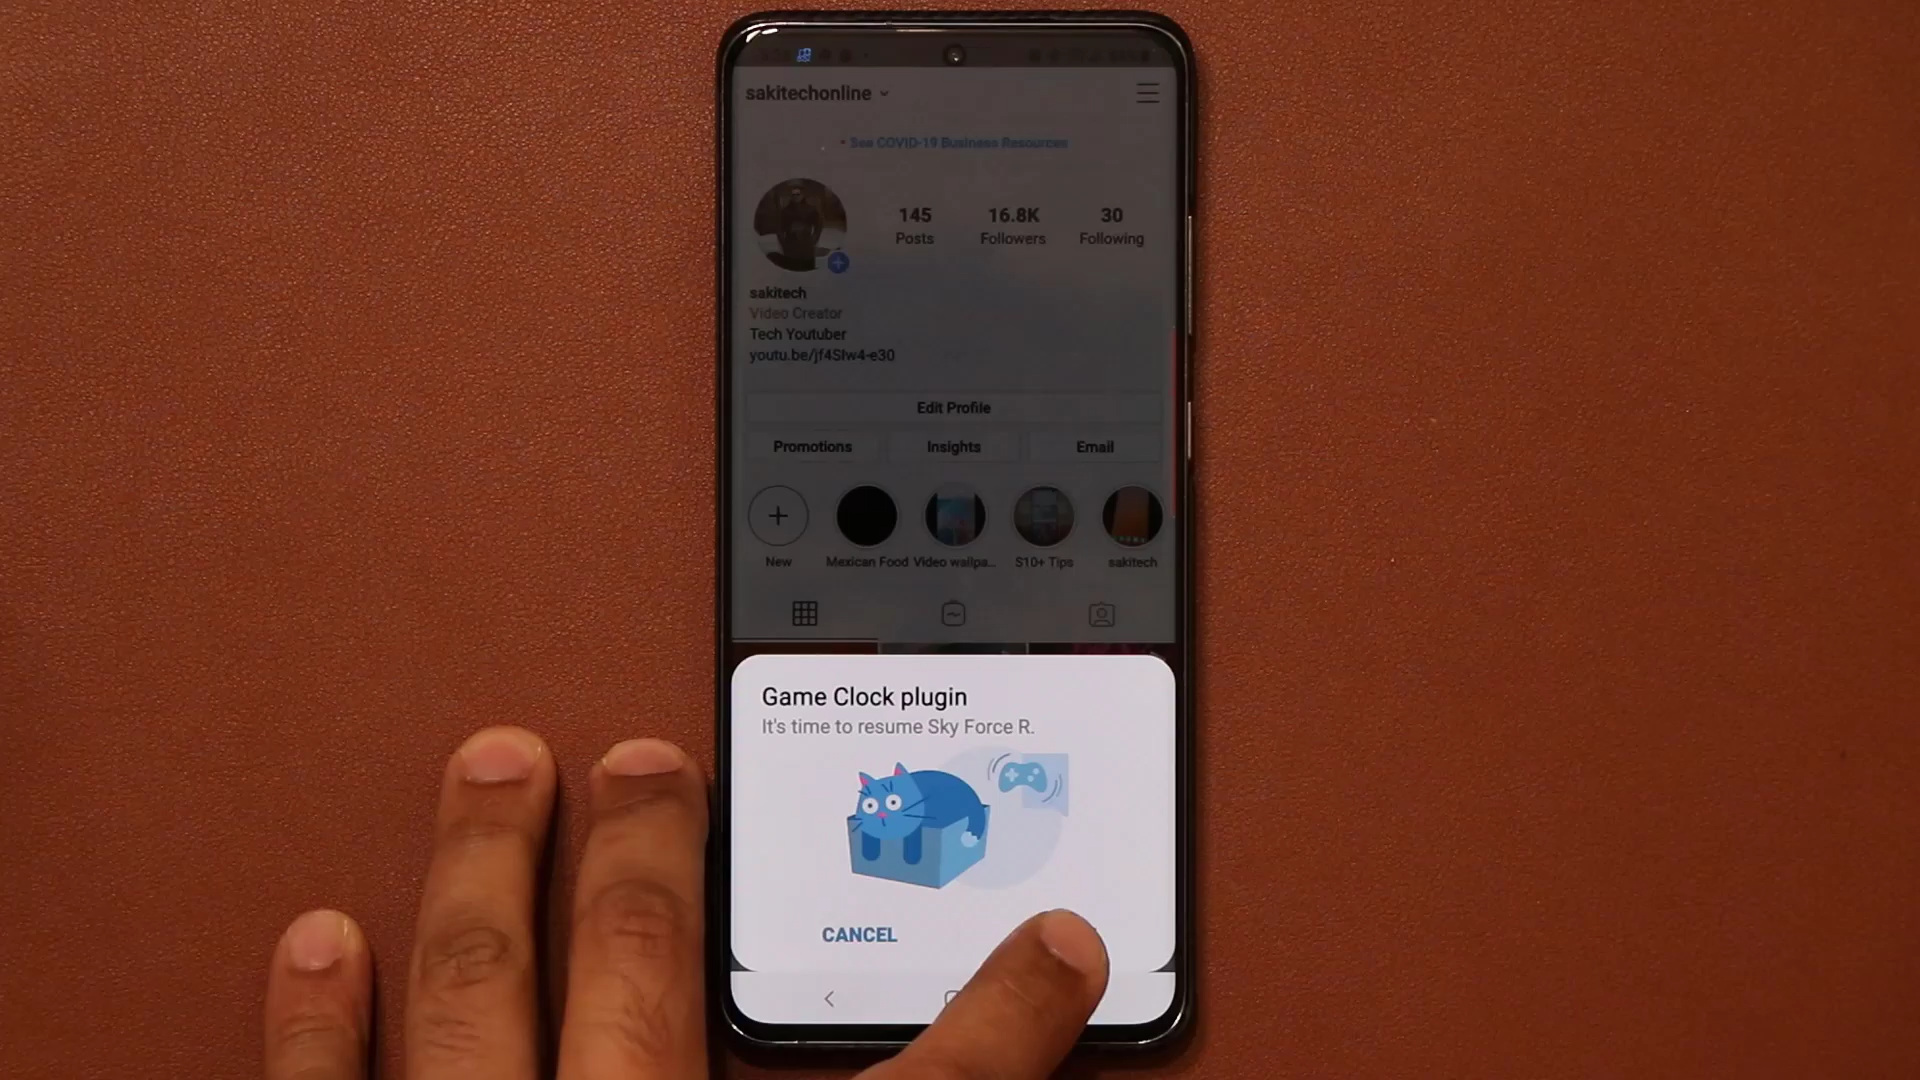 sakitechonline
See COVID-19 Business Resources
145 16.8K 30
Posts Followers Following
sakitech
Video Creator
Tech Youtuber
youtu.be/jf4SIw4-e30
Edit Profile
Promotions Insights Email
New Mexican Food Video wallpa... S10+ Tips sakitech
Game Clock plugin
It's time to resume Sky Force R.
CANCEL